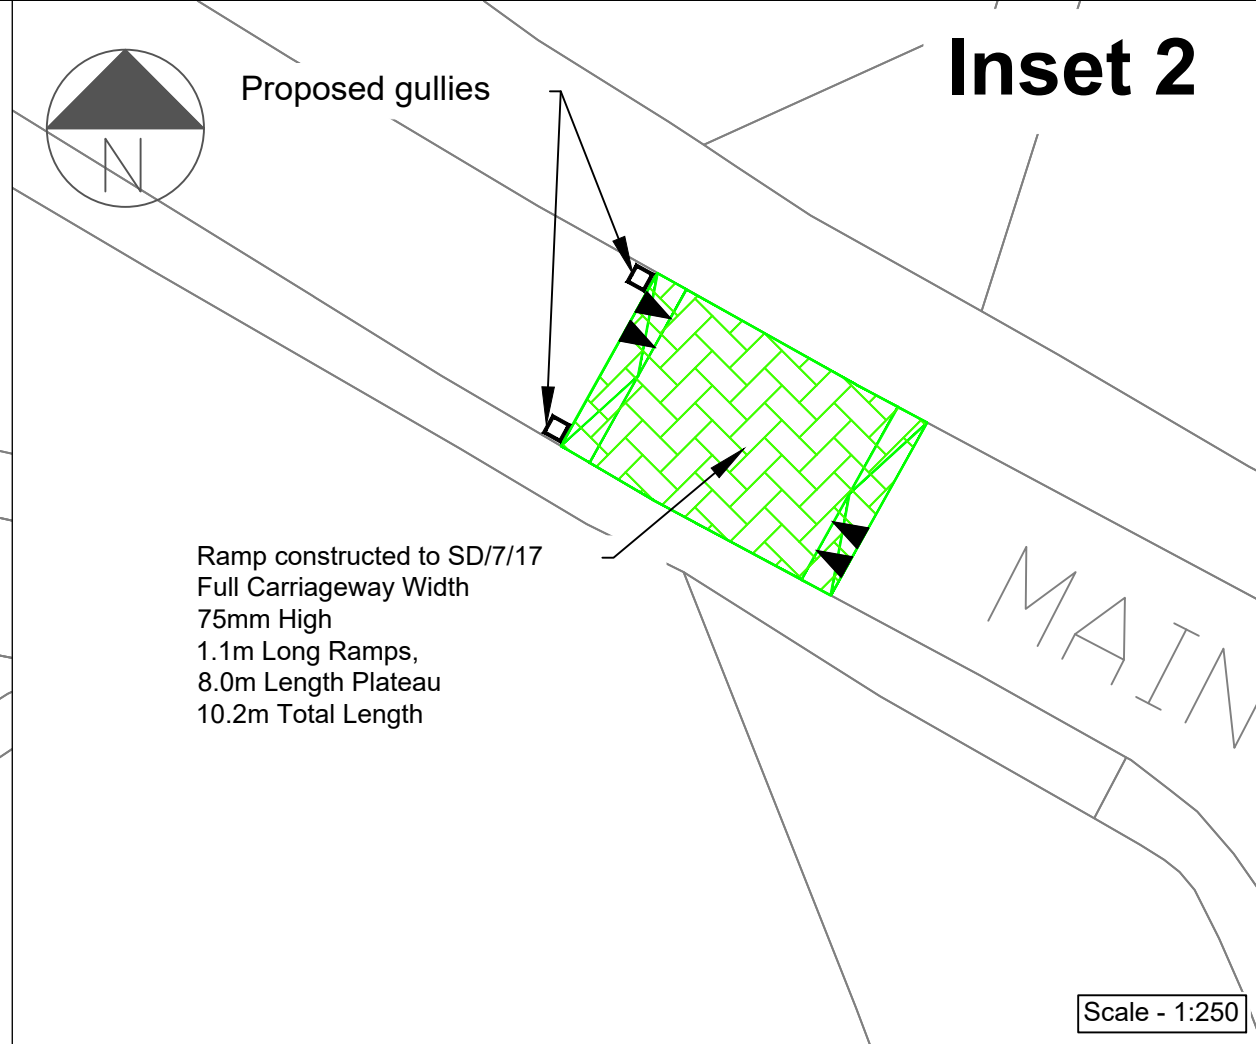 Inset 2
Proposed gullies
N
Ramp constructed to SD/7/17
Full Carriageway Width
75mm High
1.1m Long Ramps,
8.0m Length Plateau
10.2m Total Length
MAIN
Scale - 1:250